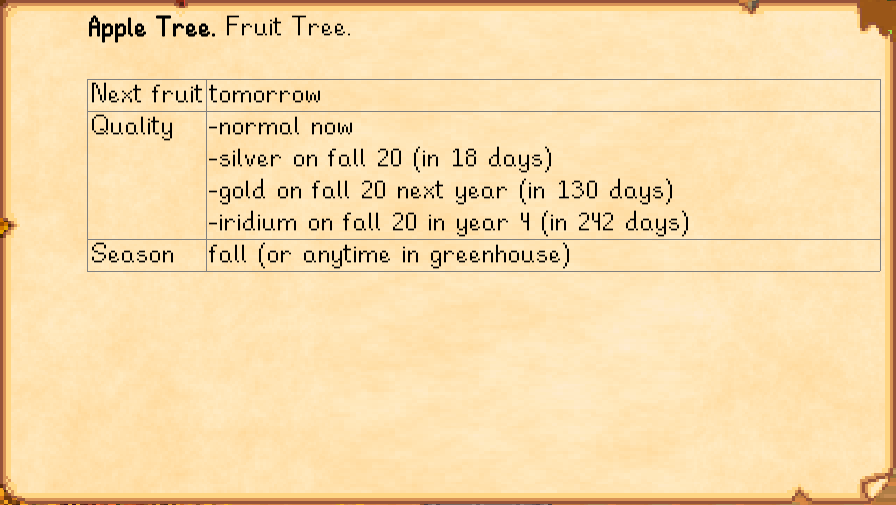 Apple Tree. Fruit Tree.
Next fruit tomorrow
Quality -normal now
-silver on fall 20 (in 18 days)
-gold on fall 20 next year (in 130 days)
-iridium on fall 20 in year 4 (in 242 days)
Season fall (or anytime in greenhouse)